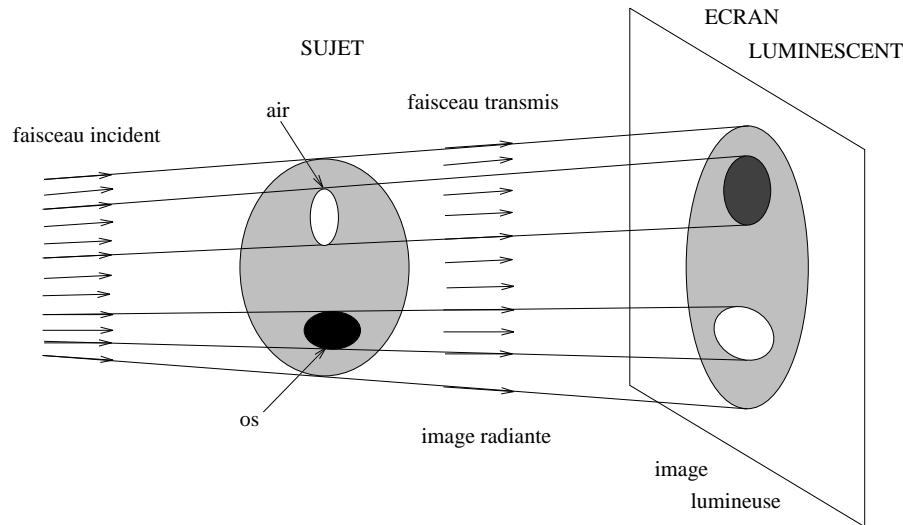 ECRAN
LUMINESCENT
SUJET
air
faisceau transmis
faisceau incident
os
image radiante
image
lumineuse